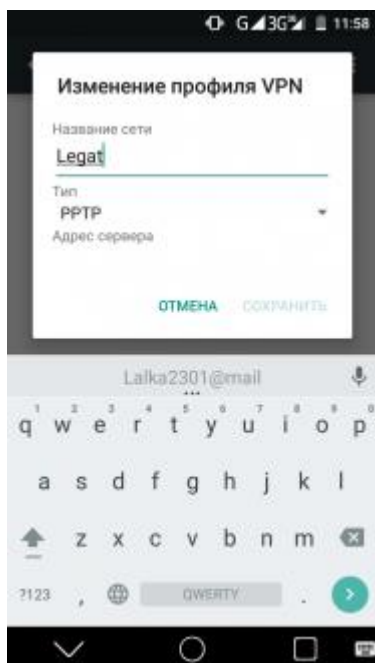 G 3G 11:58
Изменение профиля VPN
Название сети
Legat
Тип
PPTP
Адрес сервера
ОТМЕНА СОХРАНИТЬ
Lalka2301@mail
1 2 3 4 5 6 7 8 9 0
q w e r t y u i o p
a s d f g h j k l
z x c v b n m
?123 , QWERTY .